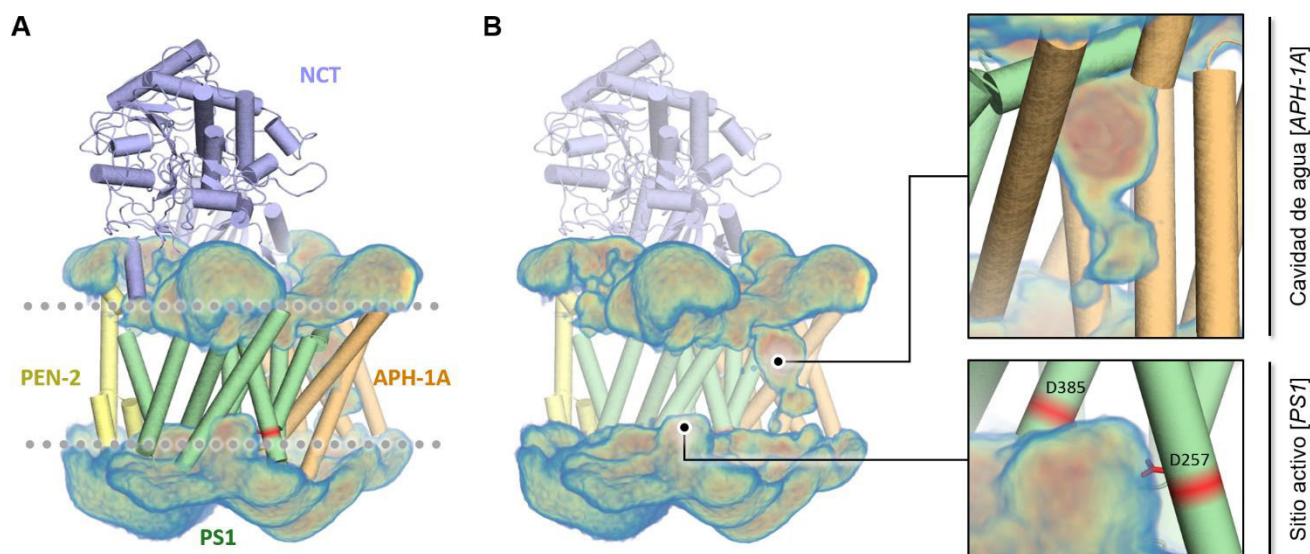 A
NCT
PEN-2
APH-1A
PS1
B
Cavidad de agua [APH-1A]
D385
D257
Sitio activo [PS1]